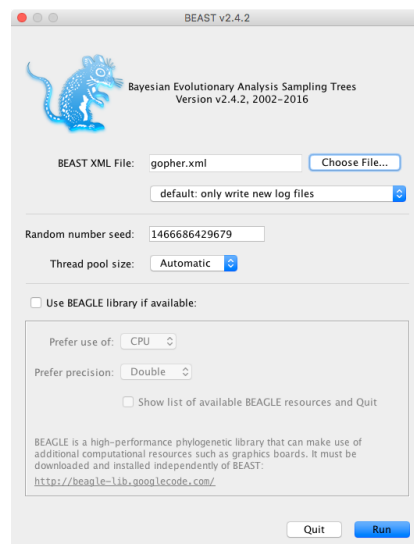 BEAST v2.4.2
Bayesian Evolutionary Analysis Sampling Trees
Version v2.4.2, 2002-2016
BEAST XML File: gopher.xml Choose File...
default: only write new log files
Random number seed: 1466686429679
Thread pool size: Automatic
Use BEAGLE library if available:
Prefer use of: CPU
Prefer precision: Double
Show list of available BEAGLE resources and Quit
BEAGLE is a high-performance phylogenetic library that can make use of
additional computational resources such as graphics boards. It must be
downloaded and installed independently of BEAST:
http://beagle-lib.googlecode.com/
Quit Run